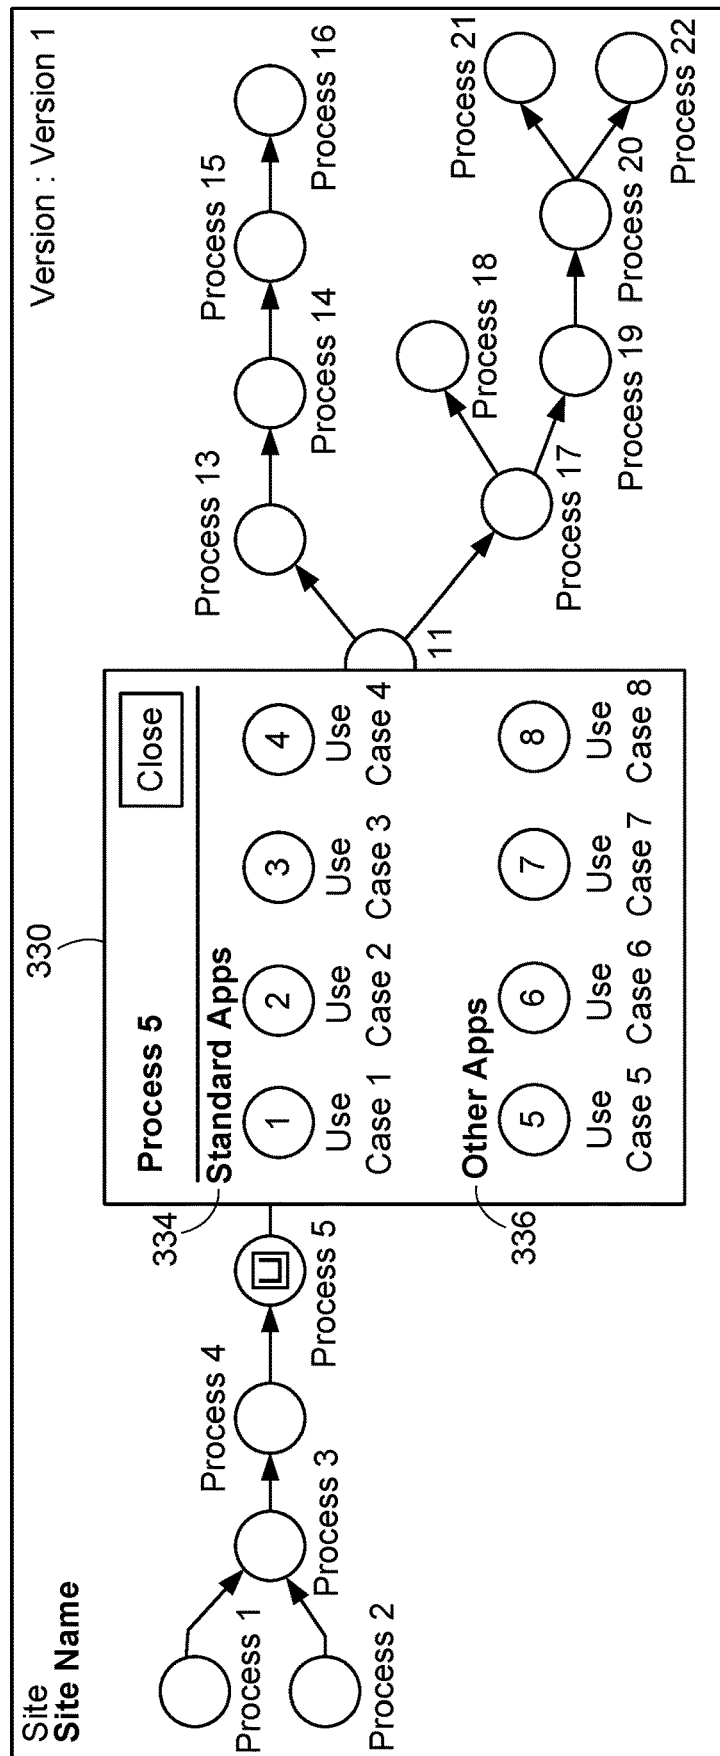 Site
Site Name
Version : Version 1
330
Process 1
Process 2
Process 3
Process 4
Process 5
334
336
Process 5
Close
Standard Apps
1
Use
Case 1
2
Use
Case 2
3
Use
Case 3
4
Use
Case 4
Other Apps
5
Use
Case 5
6
Use
Case 6
7
Use
Case 7
8
Use
Case 8
11
Process 13
Process 14
Process 15
Process 16
Process 17
Process 18
Process 19
Process 20
Process 21
Process 22